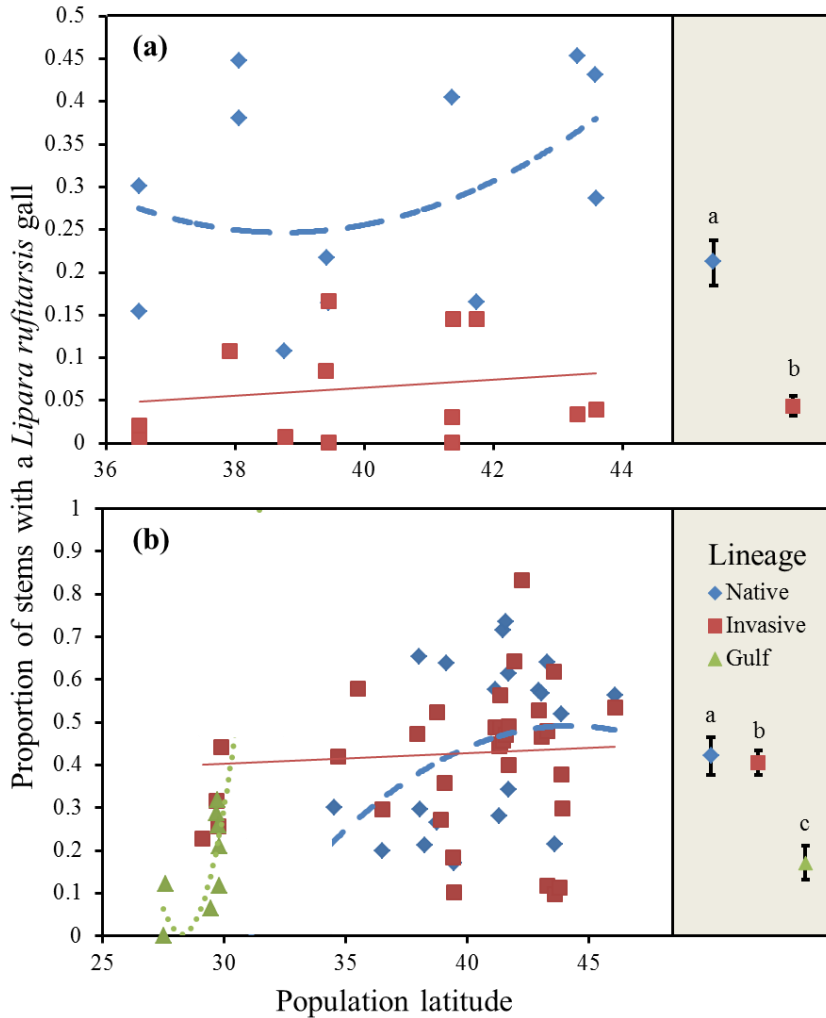 Proportion of stems with a Lipara rufitarsis gall
(a)
0.5
0.45
0.4
0.35
0.3
0.25
0.2
0.15
0.1
0.05
0
36 38 40 42 44
a
b
(b)
1
0.9
0.8
0.7
0.6
0.5
0.4
0.3
0.2
0.1
0
25 30 35 40 45
Lineage
Native
Invasive
Gulf
a
b
c
Population latitude